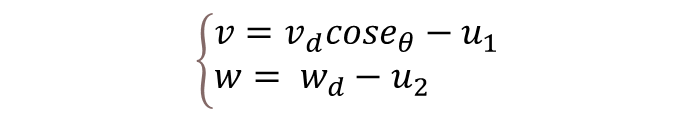 v = v_d cose_θ − u_1
w = w_d − u_2